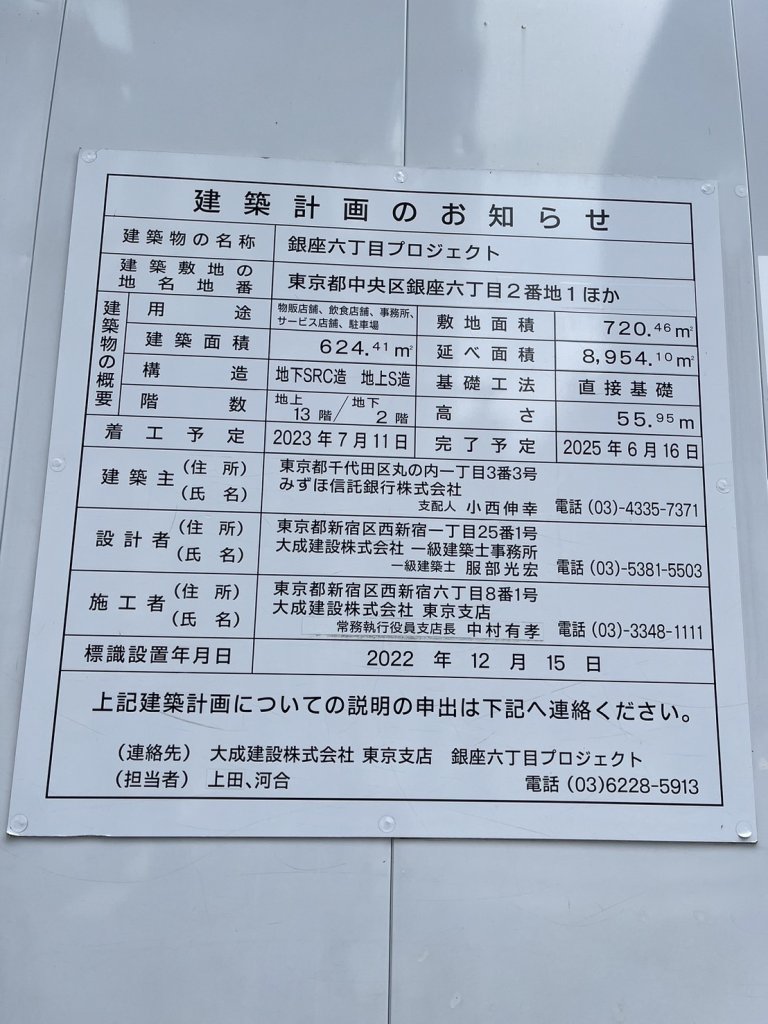 建築計画のお知らせ
建築物の名称 銀座六丁目プロジェクト
建築敷地の地名地番 東京都中央区銀座六丁目2番地1ほか
建築物の概要
用途 物販店舗、飲食店舗、事務所、
サービス店舗、駐車場
敷地面積 720.46㎡
建築面積 624.41㎡ 延べ面積 8,954.10㎡
構造 地下SRC造 地上S造 基礎工法 直接基礎
階数 地上13階/地下2階 高さ 55.95m
着工予定 2023年7月11日 完了予定 2025年6月16日
建築主 (住所) 東京都千代田区丸の内一丁目3番3号
(氏名) みずほ信託銀行株式会社
支配人 小西伸幸 電話 (03)-4335-7371
設計者 (住所) 東京都新宿区西新宿一丁目25番1号
(氏名) 大成建設株式会社 一級建築士事務所
一級建築士 服部光宏 電話 (03)-5381-5503
施工者 (住所) 東京都新宿区西新宿六丁目8番1号
(氏名) 大成建設株式会社 東京支店
常務執行役員支店長 中村有孝 電話 (03)-3348-1111
標識設置年月日 2022年12月15日
上記建築計画についての説明の申出は下記へ連絡ください。
(連絡先) 大成建設株式会社 東京支店 銀座六丁目プロジェクト
(担当者) 上田、河合 電話 (03)6228-5913